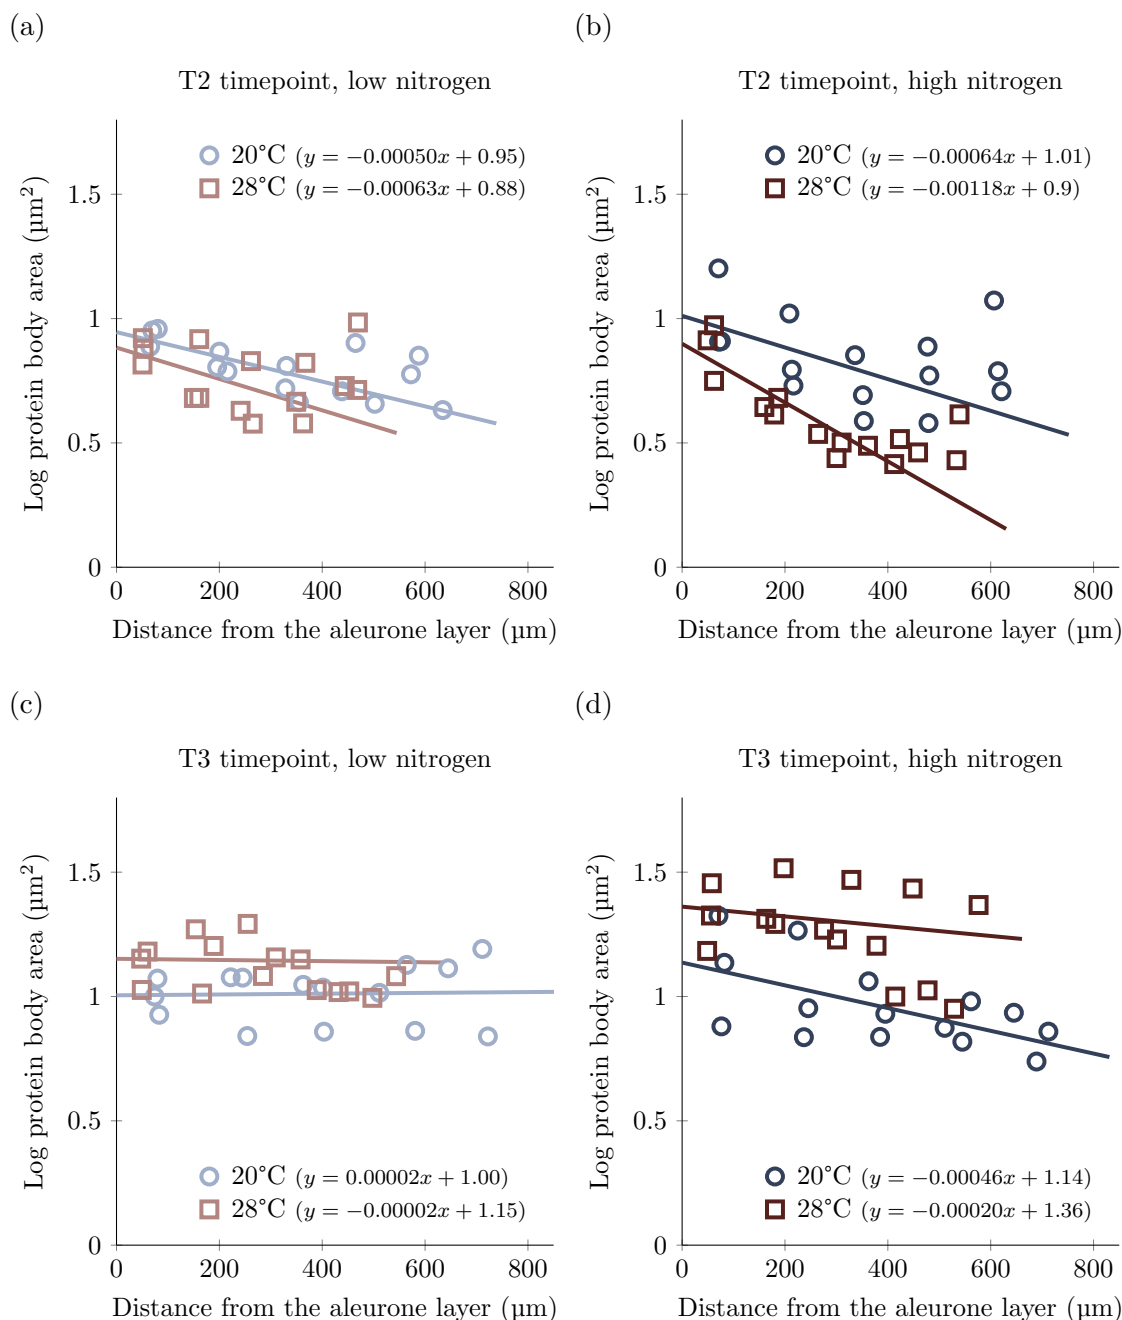 (a)
T2 timepoint, low nitrogen
20°C (y = −0.00050x + 0.95)
28°C (y = −0.00063x + 0.88)
1.5
1
0.5
0
Log protein body area (µm²)
0 200 400 600 800
Distance from the aleurone layer (µm)
(b)
T2 timepoint, high nitrogen
20°C (y = −0.00064x + 1.01)
28°C (y = −0.00118x + 0.9)
1.5
1
0.5
0
Log protein body area (µm²)
0 200 400 600 800
Distance from the aleurone layer (µm)
(c)
T3 timepoint, low nitrogen
1.5
1
0.5
0
Log protein body area (µm²)
20°C (y = 0.00002x + 1.00)
28°C (y = −0.00002x + 1.15)
0 200 400 600 800
Distance from the aleurone layer (µm)
(d)
T3 timepoint, high nitrogen
1.5
1
0.5
0
Log protein body area (µm²)
20°C (y = −0.00046x + 1.14)
28°C (y = −0.00020x + 1.36)
0 200 400 600 800
Distance from the aleurone layer (µm)